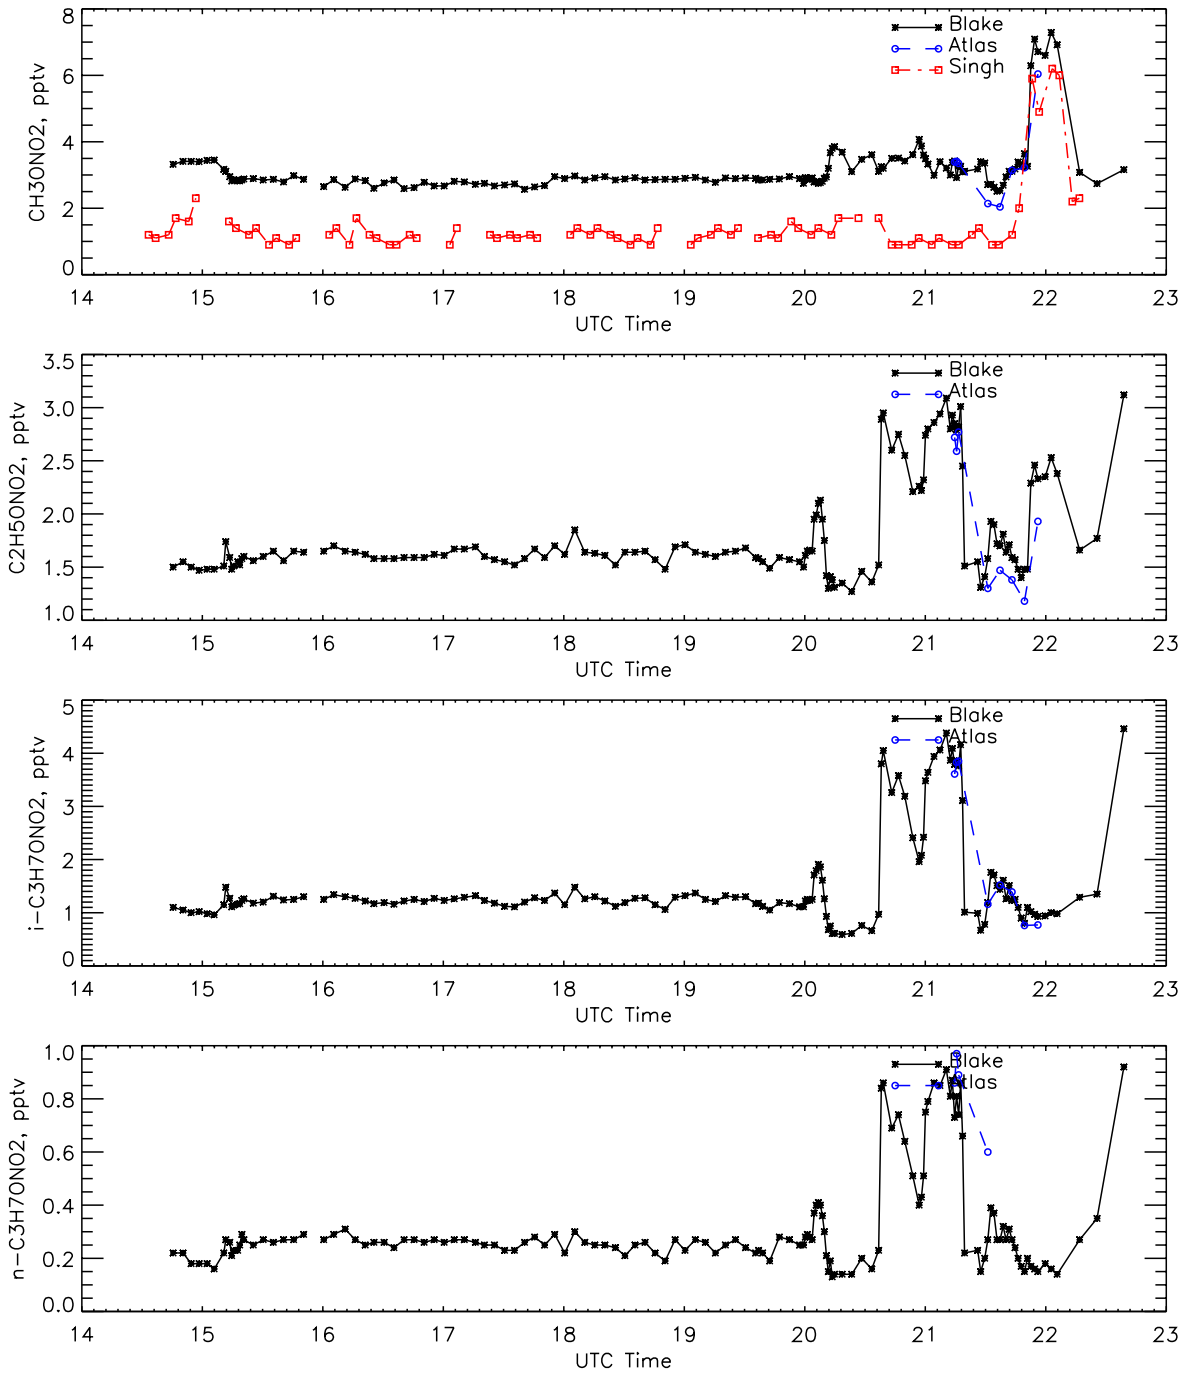 8
6
4
2
0
CH3ONO2, pptv
Blake
Atlas
Singh
14 15 16 17 18 19 20 21 22 23
UTC Time
3.5
3.0
2.5
2.0
1.5
1.0
C2H5ONO2, pptv
Blake
Atlas
14 15 16 17 18 19 20 21 22 23
UTC Time
5
4
3
2
1
0
i-C3H7ONO2, pptv
Blake
Atlas
14 15 16 17 18 19 20 21 22 23
UTC Time
1.0
0.8
0.6
0.4
0.2
0.0
n-C3H7ONO2, pptv
Blake
Atlas
14 15 16 17 18 19 20 21 22 23
UTC Time